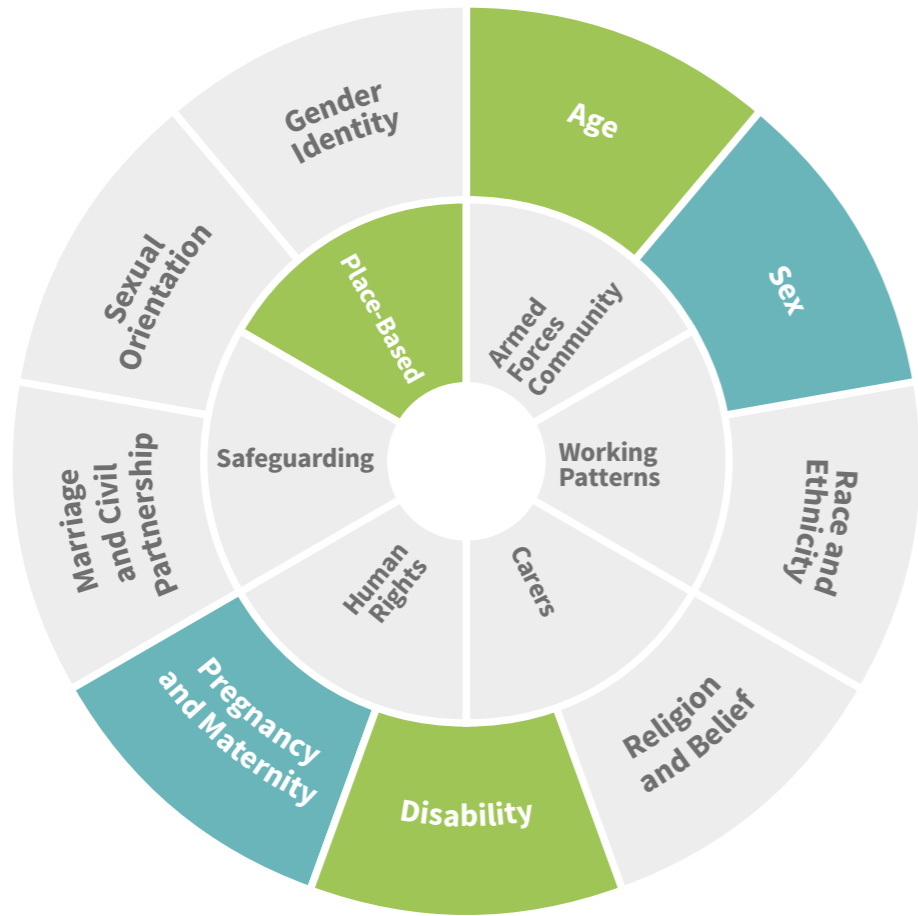 Gender
Identity
Age
Sex
Race and
Ethnicity
Religion
and Belief
Disability
Pregnancy
and Maternity
Marriage
and Civil
Partnership
Sexual
Orientation
Place-Based
Armed
Forces
Community
Working
Patterns
Carers
Human
Rights
Safeguarding